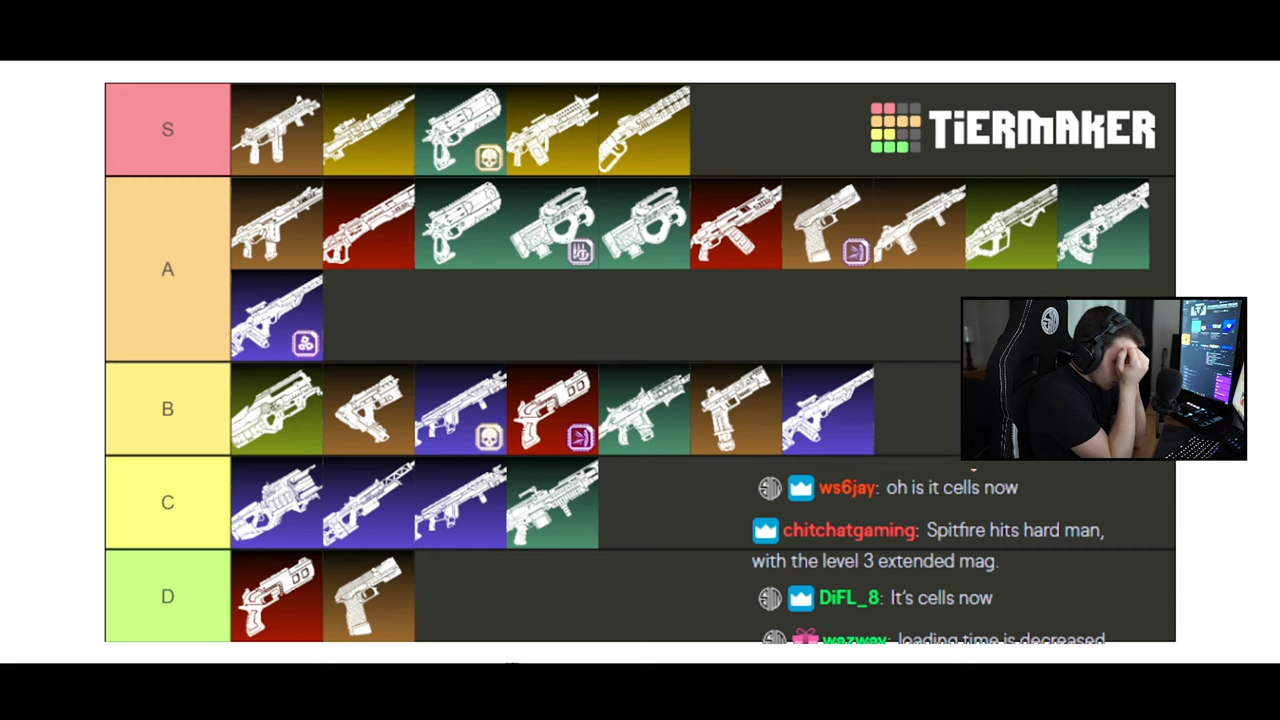 S
TiERMAKER
A
B
C
ws6jay: oh is it cells now
chitchatgaming: Spitfire hits hard man,
with the level 3 extended mag.
D
DiFL_8: It's cells now
wazway: loading time is decreased